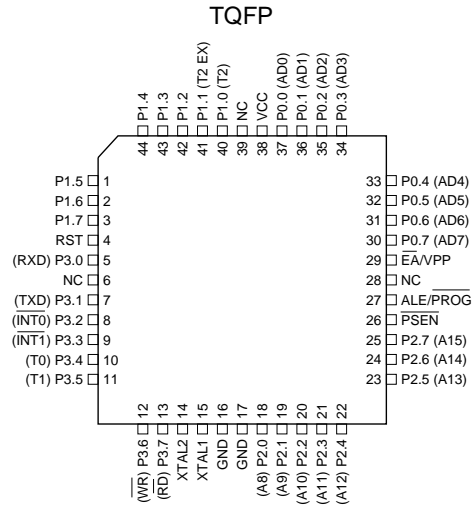 TQFP
P1.4
P1.3
P1.2
P1.1 (T2 EX)
P1.0 (T2)
NC
VCC
P0.0 (AD0)
P0.1 (AD1)
P0.2 (AD2)
P0.3 (AD3)
44
43
42
41
40
39
38
37
36
35
34
P1.5 1
P1.6 2
P1.7 3
RST 4
(RXD) P3.0 5
NC 6
(TXD) P3.1 7
(INT0) P3.2 8
(INT1) P3.3 9
(T0) P3.4 10
(T1) P3.5 11
33 P0.4 (AD4)
32 P0.5 (AD5)
31 P0.6 (AD6)
30 P0.7 (AD7)
29 EA/VPP
28 NC
27 ALE/PROG
26 PSEN
25 P2.7 (A15)
24 P2.6 (A14)
23 P2.5 (A13)
12
13
14
15
16
17
18
19
20
21
22
(WR) P3.6
(RD) P3.7
XTAL2
XTAL1
GND
GND
(A8) P2.0
(A9) P2.1
(A10) P2.2
(A11) P2.3
(A12) P2.4